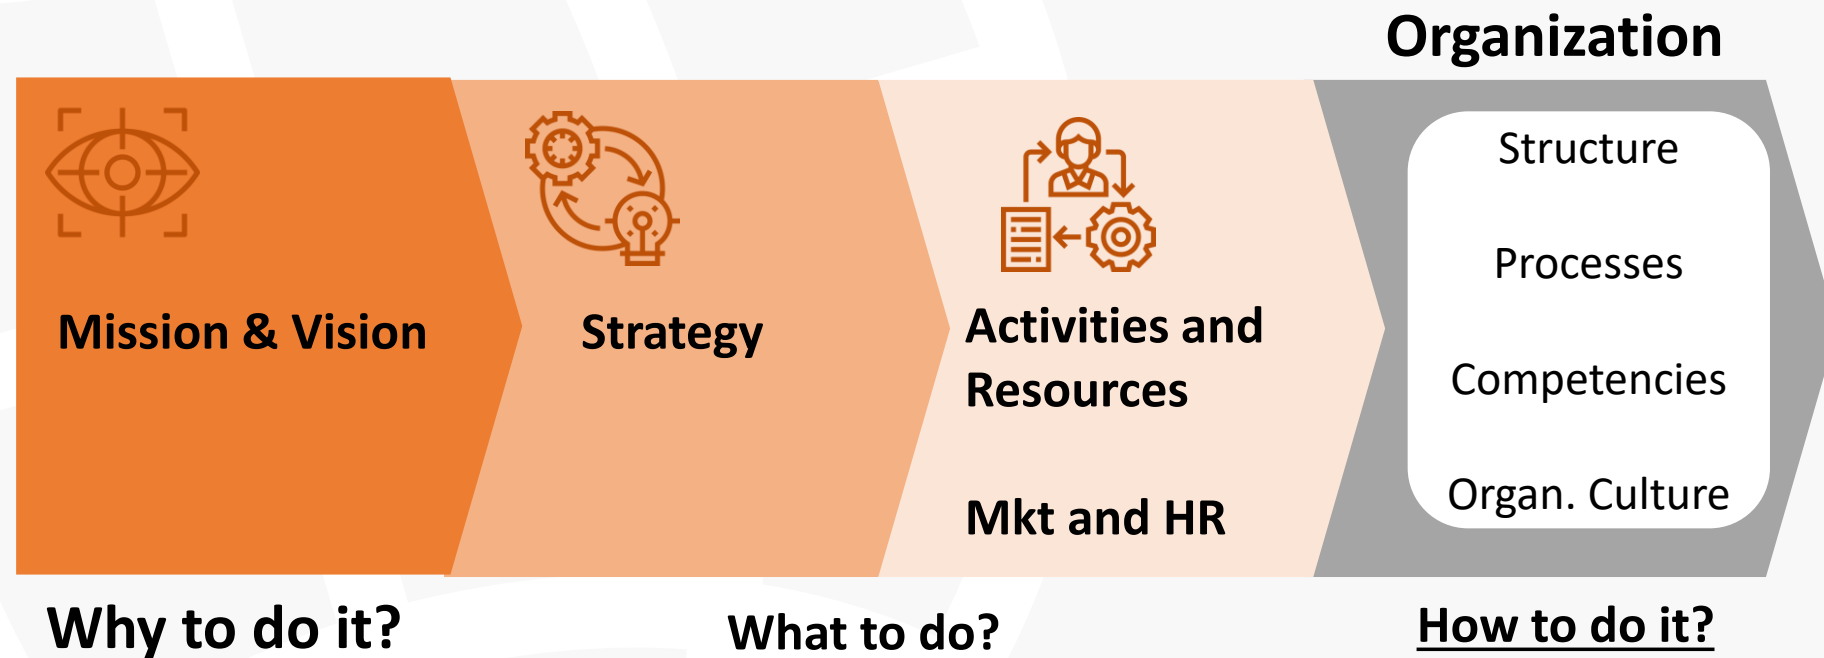 Organization
Mission & Vision
Strategy
Activities and
Resources
Mkt and HR
Structure
Processes
Competencies
Organ. Culture
Why to do it?
What to do?
How to do it?